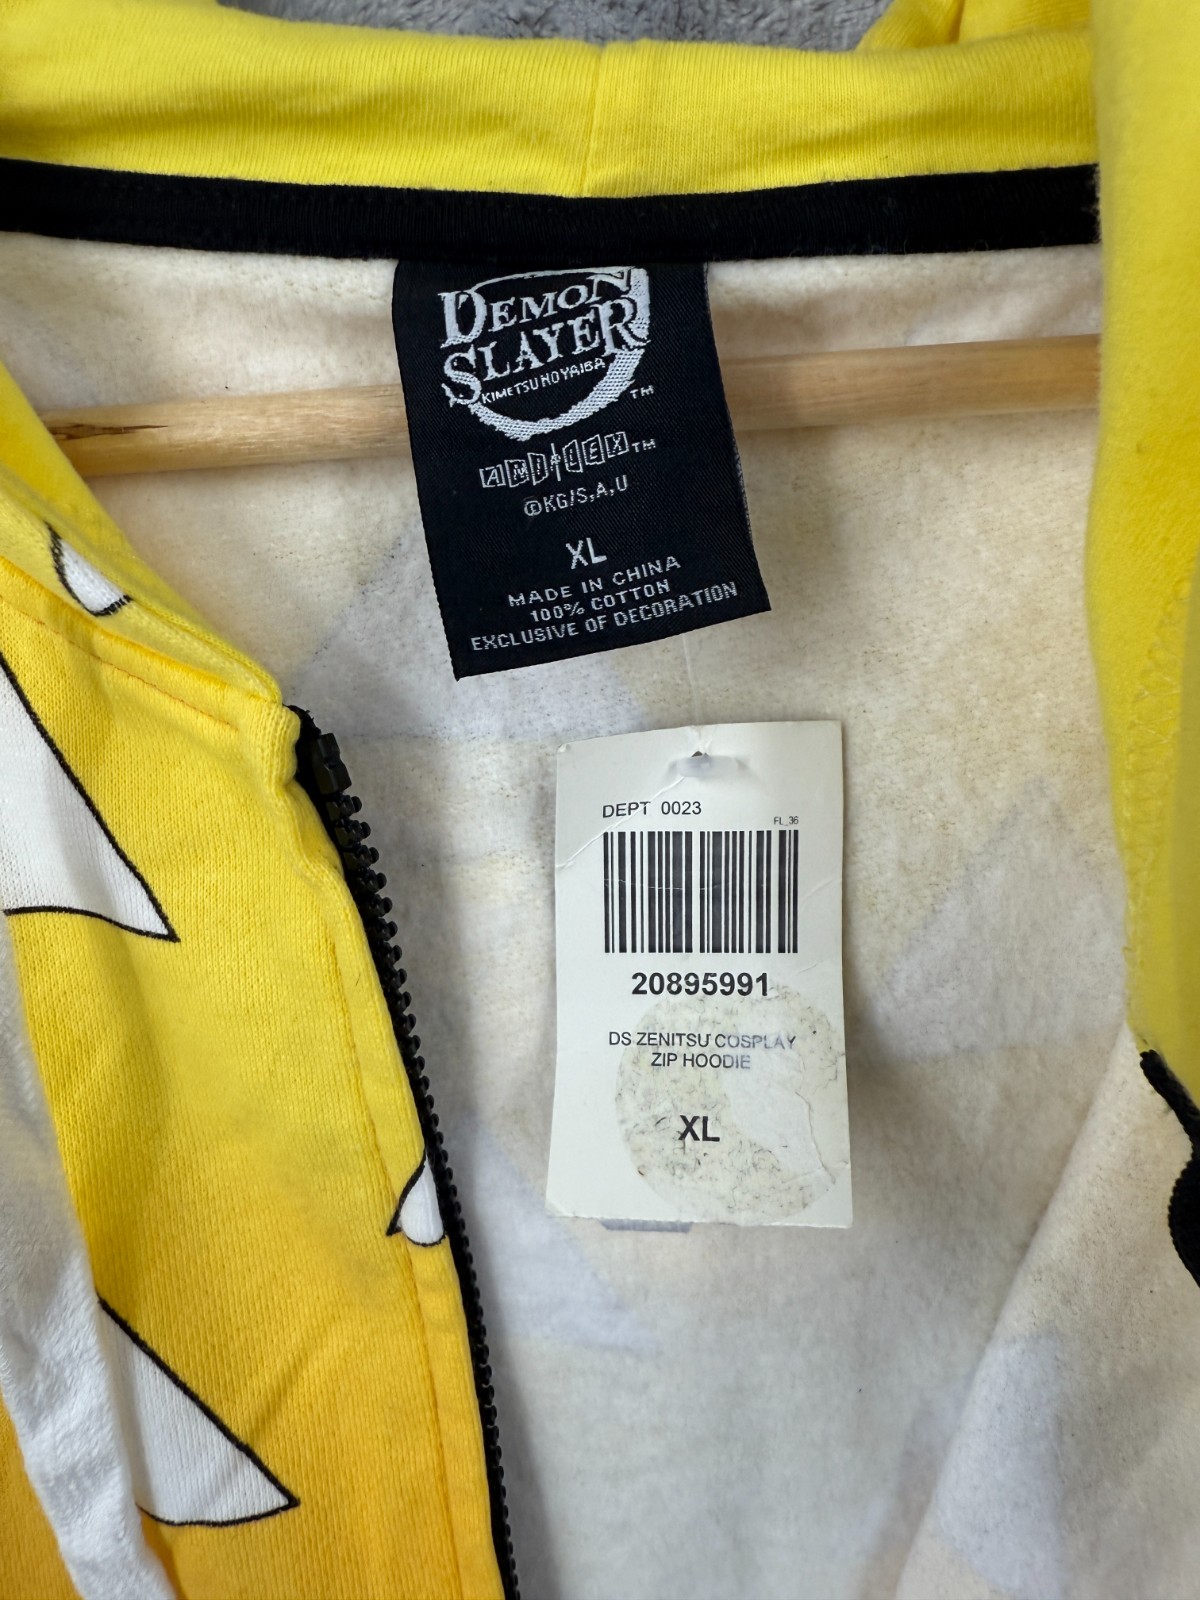 DEMON
SLAYER
KIMETSU NO YAIBA
TM
ANIPLEX TM
©KG/S,A,U
XL
MADE IN CHINA
100% COTTON
EXCLUSIVE OF DECORATION
DEPT 0023
FL_36
20895991
DS ZENITSU COSPLAY
ZIP HOODIE
XL